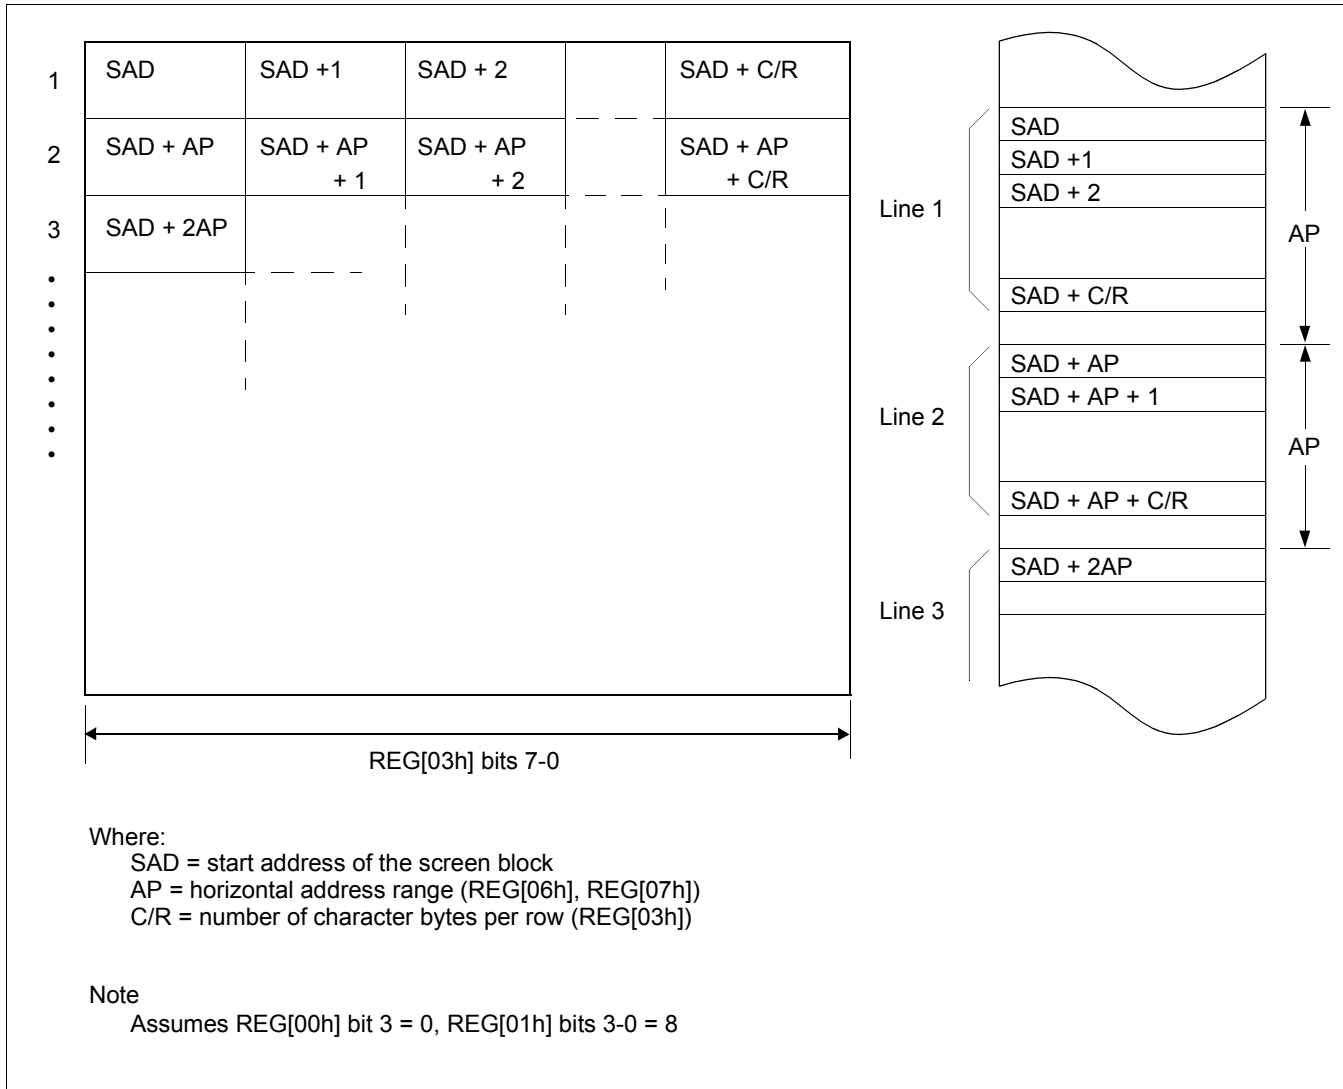 1
SAD
SAD +1
SAD + 2
SAD + C/R
2
SAD + AP
SAD + AP
+ 1
SAD + AP
+ 2
SAD + AP
+ C/R
3
SAD + 2AP
REG[03h] bits 7-0
Line 1
SAD
SAD +1
SAD + 2
SAD + C/R
AP
Line 2
SAD + AP
SAD + AP + 1
SAD + AP + C/R
AP
Line 3
SAD + 2AP
Where:
SAD = start address of the screen block
AP = horizontal address range (REG[06h], REG[07h])
C/R = number of character bytes per row (REG[03h])
Note
Assumes REG[00h] bit 3 = 0, REG[01h] bits 3-0 = 8